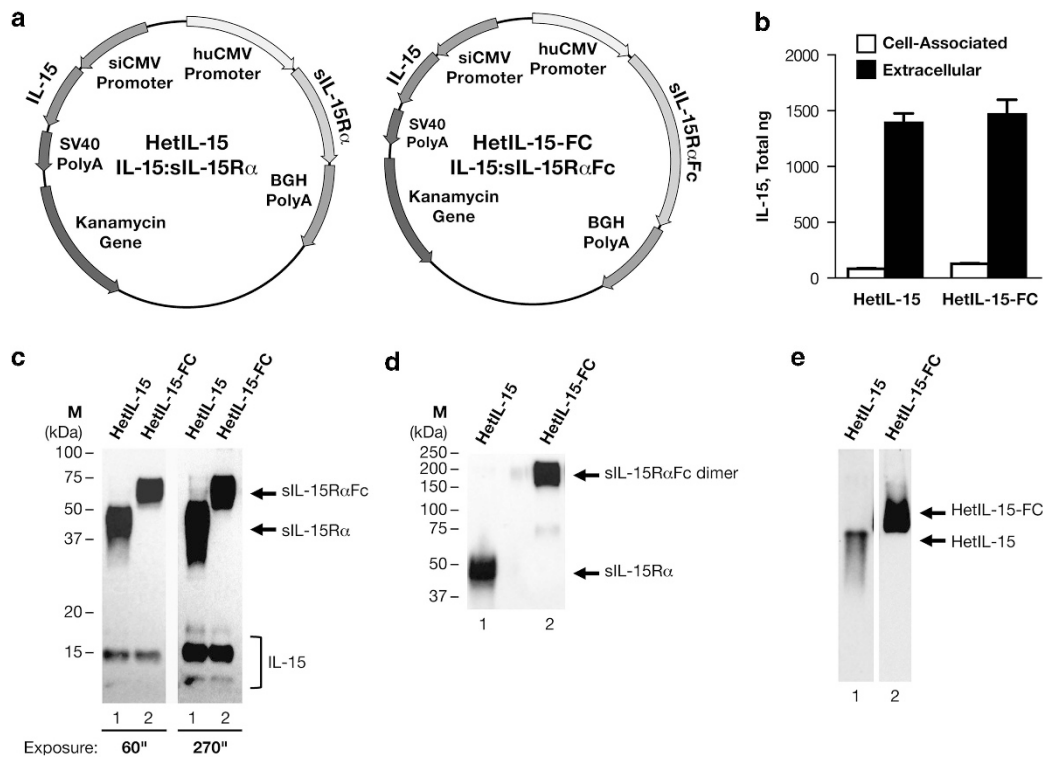 a
huCMV
Promoter
siCMV
Promoter
IL-15
sIL-15Rα
SV40
PolyA
HetIL-15
IL-15:sIL-15Rα
BGH
PolyA
Kanamycin
Gene
huCMV
Promoter
siCMV
Promoter
IL-15
sIL-15RαFc
SV40
PolyA
HetIL-15-FC
IL-15:sIL-15RαFc
Kanamycin
Gene
BGH
PolyA
b
Cell-Associated
Extracellular
IL-15, Total ng
2000
1500
1000
500
0
HetIL-15
HetIL-15-FC
c
HetIL-15
HetIL-15-FC
HetIL-15
HetIL-15-FC
M
(kDa)
100
75
50
37
20
15
sIL-15RαFc
sIL-15Rα
IL-15
1 2 1 2
Exposure: 60" 270"
d
HetIL-15
HetIL-15-FC
M
(kDa)
250
200
150
100
75
50
37
sIL-15RαFc dimer
sIL-15Rα
1 2
e
HetIL-15
HetIL-15-FC
HetIL-15-FC
HetIL-15
1 2